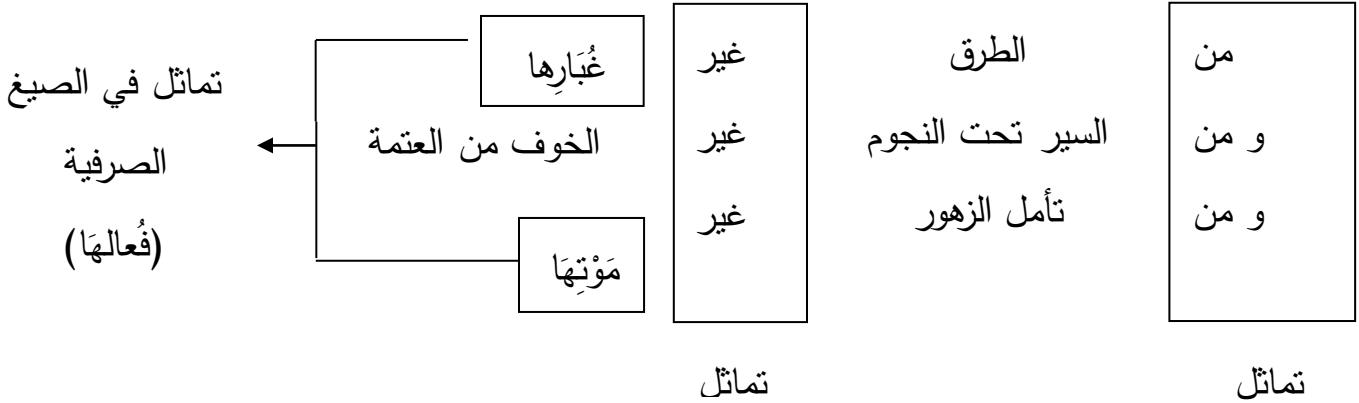 من الطرق غير غُبَارِها
و من السير تحت النجوم غير الخوف من العتمة
و من تأمل الزهور غير مَوْتِهَا
تماثل في الصيغ
الصرفية
(فُعالهَا)
تماثل تماثل